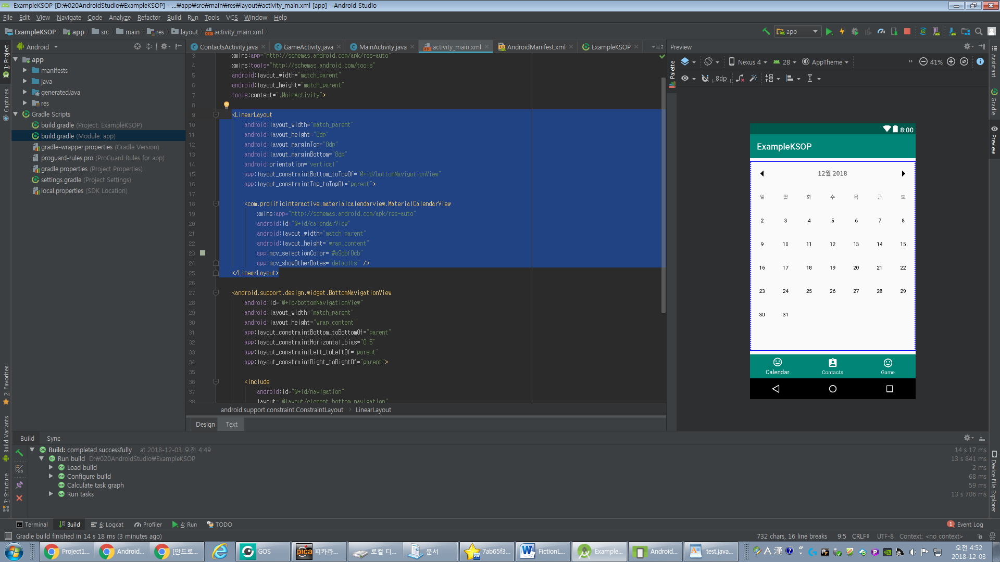 ExampleKSOP [D:₩020AndroidStudio₩ExampleKSOP] - ...₩app₩src₩main₩res₩layout₩activity_main.xml [app] - Android Studio
File Edit View Navigate Code Analyze Refactor Build Run Tools VCS Window Help
ExampleKSOP app src main res layout activity_main.xml app
Android ContactsActivity.java GameActivity.java MainActivity.java activity_main.xml AndroidManifest.xml ExampleKSOP Preview
1: Project
Captures
2: Favorites
Build Variants
7: Structure
app
manifests
java
generatedJava
res
Gradle Scripts
build.gradle (Project: ExampleKSOP)
build.gradle (Module: app)
gradle-wrapper.properties (Gradle Version)
proguard-rules.pro (ProGuard Rules for app)
gradle.properties (Project Properties)
settings.gradle (Project Settings)
local.properties (SDK Location)
3 xmlns:app="http://schemas.android.com/apk/res-auto"
4 xmlns:tools="http://schemas.android.com/tools"
5 android:layout_width="match_parent"
6 android:layout_height="match_parent"
7 tools:context=".MainActivity">
8
9 <LinearLayout
10 android:layout_width="match_parent"
11 android:layout_height="0dp"
12 android:layout_marginTop="8dp"
13 android:layout_marginBottom="8dp"
14 android:orientation="vertical"
15 app:layout_constraintBottom_toTopOf="@+id/bottomNavigationView"
16 app:layout_constraintTop_toTopOf="parent">
17
18 <com.prolificinteractive.materialcalendarview.MaterialCalendarView
19 xmlns:app="http://schemas.android.com/apk/res-auto"
20 android:id="@+id/calendarView"
21 android:layout_width="match_parent"
22 android:layout_height="wrap_content"
23 app:mcv_selectionColor="#a9dbf0cb"
24 app:mcv_showOtherDates="defaults" />
25 </LinearLayout>
26
27 <android.support.design.widget.BottomNavigationView
28 android:id="@+id/bottomNavigationView"
29 android:layout_width="match_parent"
30 android:layout_height="wrap_content"
31 app:layout_constraintBottom_toBottomOf="parent"
32 app:layout_constraintHorizontal_bias="0.5"
33 app:layout_constraintLeft_toLeftOf="parent"
34 app:layout_constraintRight_toRightOf="parent">
35
36 <include
37 android:id="@+id/navigation"
38 layout="@layout/element_bottom_navigation"
android.support.constraint.ConstraintLayout LinearLayout
Design Text
Palette
Nexus 4 28 AppTheme 41%
8dp
8:00
ExampleKSOP
12월 2018
일 월 화 수 목 금 토
2 3 4 5 6 7 8
9 10 11 12 13 14 15
16 17 18 19 20 21 22
23 24 25 26 27 28 29
30 31
Calendar Contacts Game
Assistant
Gradle
Preview
Device File Explorer
Build Sync
Build: completed successfully at 2018-12-03 오전 4:49 14 s 17 ms
Run build D:₩020AndroidStudio₩ExampleKSOP 13 s 841 ms
Load build 2 ms
Configure build 68 ms
Calculate task graph 59 ms
Run tasks 13 s 706 ms
Terminal Build 6: Logcat Profiler 4: Run TODO 1 Event Log
Gradle build finished in 14 s 18 ms (3 minutes ago) 732 chars, 16 line breaks 9:5 CRLF UTF-8 Context: <no context>
Project1... Android... [안드로... GOS pica 피카라... 로컬 디... 문서 7ab65f3... FictionL... Example... Android... test.java... A 漢 오전 4:52
2018-12-03